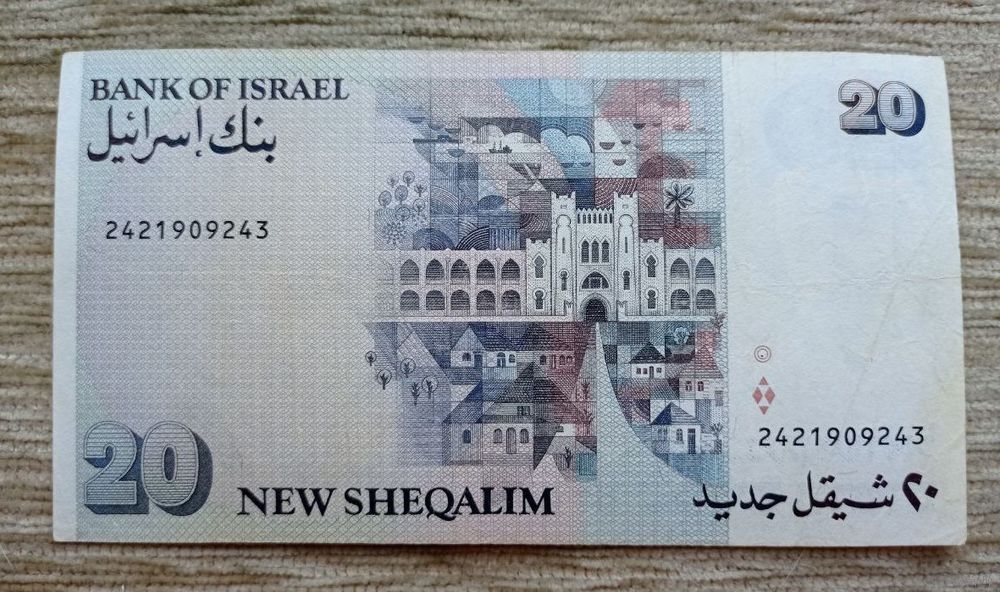 BANK OF ISRAEL
بنك إسرائيل
20
2421909243
2421909243
20
NEW SHEQALIM
٢٠ شيقل جديد